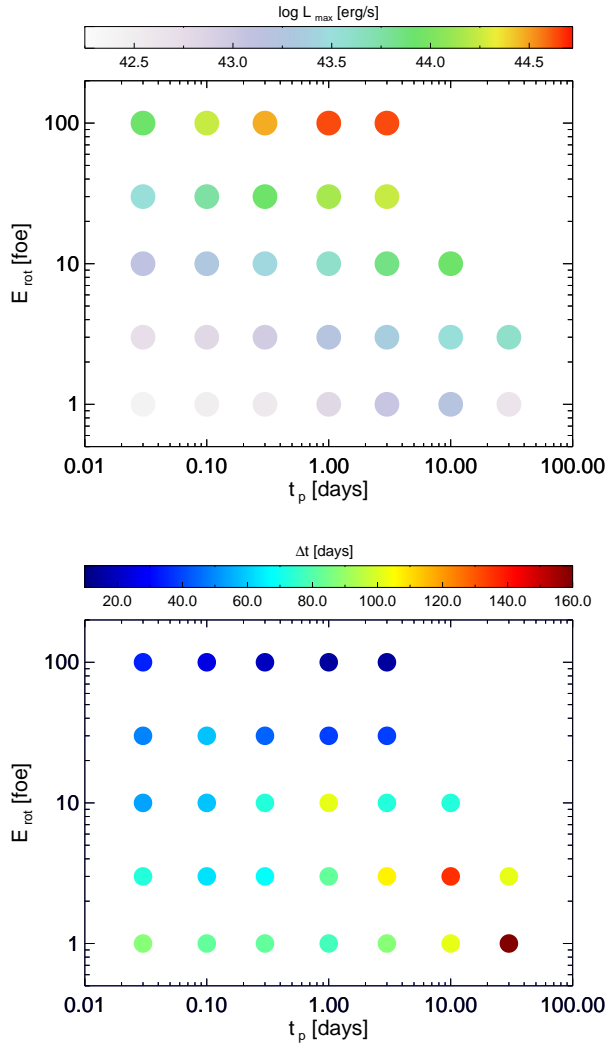 log L max [erg/s]
42.5 43.0 43.5 44.0 44.5
100
10
1
E rot [foe]
0.01 0.10 1.00 10.00 100.00
t p [days]
Δt [days]
20.0 40.0 60.0 80.0 100.0 120.0 140.0 160.0
100
10
1
E rot [foe]
0.01 0.10 1.00 10.00 100.00
t p [days]